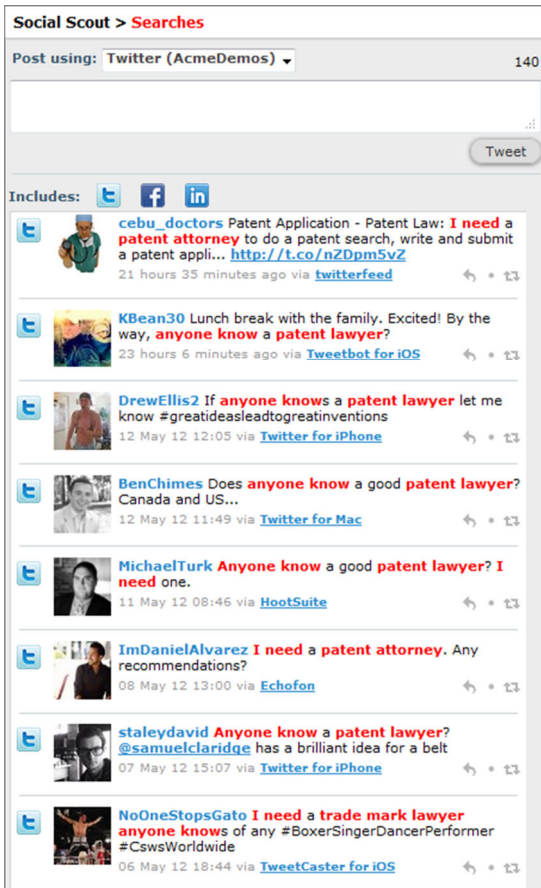 Social Scout > Searches
Post using: Twitter (AcmeDemos)
140
Tweet
Includes:
cebu_doctors Patent Application - Patent Law: I need a
patent attorney to do a patent search, write and submit
a patent appli... http://t.co/nZDpm5vZ
21 hours 35 minutes ago via twitterfeed
KBean30 Lunch break with the family. Excited! By the
way, anyone know a patent lawyer?
23 hours 6 minutes ago via Tweetbot for iOS
DrewEllis2 If anyone knows a patent lawyer let me
know #greatideasleadtogreatinventions
12 May 12 12:05 via Twitter for iPhone
BenChimes Does anyone know a good patent lawyer?
Canada and US...
12 May 12 11:49 via Twitter for Mac
MichaelTurk Anyone know a good patent lawyer? I
need one.
11 May 12 08:46 via HootSuite
ImDanielAlvarez I need a patent attorney. Any
recommendations?
08 May 12 13:00 via Echofon
staleydavid Anyone know a patent lawyer?
@samuelclaridge has a brilliant idea for a belt
07 May 12 15:07 via Twitter for iPhone
NoOneStopsGato I need a trade mark lawyer
anyone knows of any #BoxerSingerDancerPerformer
#CswsWorldwide
06 May 12 18:44 via TweetCaster for iOS